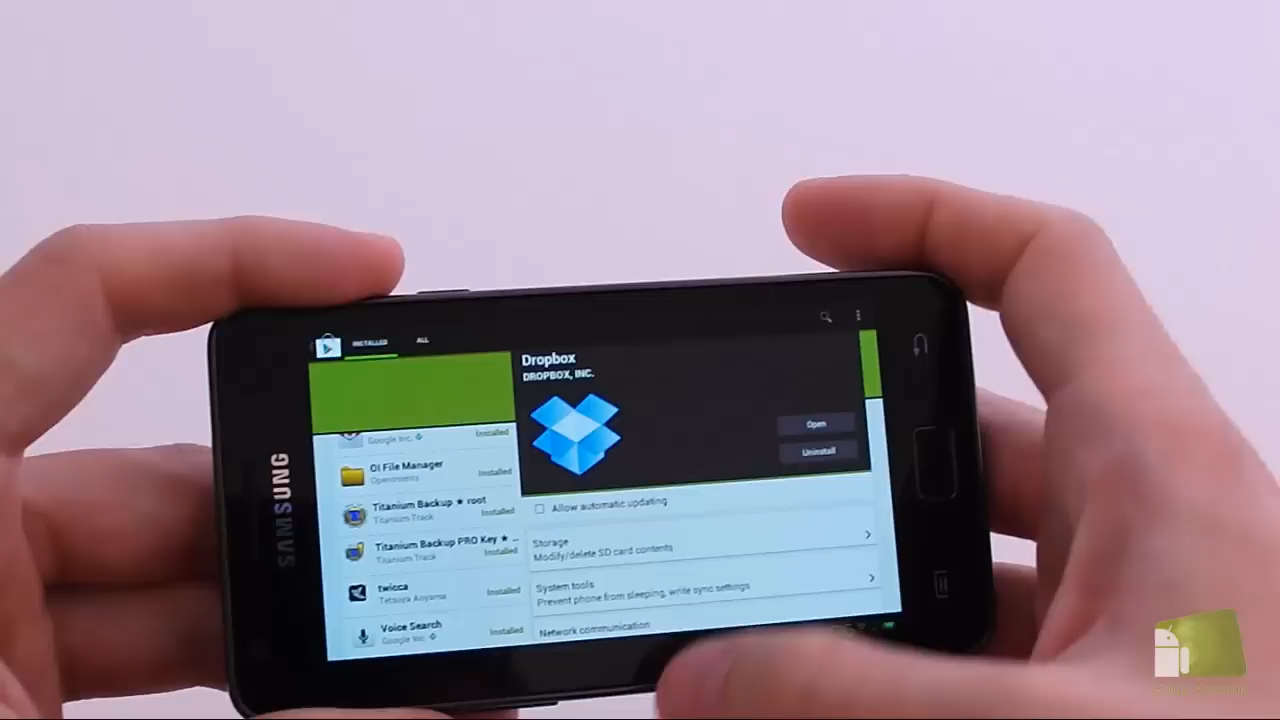 SAMSUNG
INSTALLED
ALL
Google Inc.
Installed
OI File Manager
Installed
Titanium Backup ★ root
Titanium Track
Installed
Titanium Backup PRO Key ★ –
Titanium Track
Installed
twicca
Tetsuya Aoyama
Installed
Voice Search
Google Inc.
Installed
Dropbox
DROPBOX, INC.
Open
Uninstall
Allow automatic updating
Storage
Modify/delete SD card contents
System tools
Prevent phone from sleeping, write sync settings
Network communication